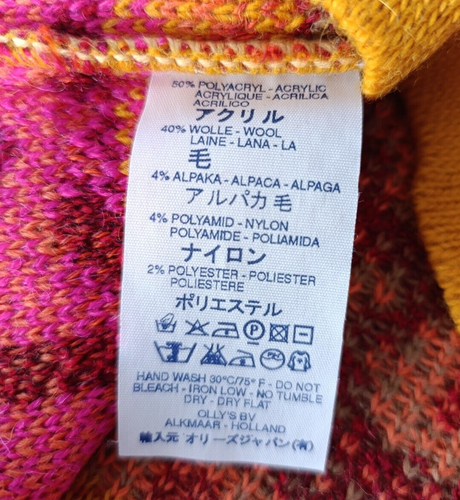 50% POLYACRYL - ACRYLIC
ACRYLIQUE - ACRILICA
ACRILICO
アクリル
40% WOLLE - WOOL
LAINE - LANA - LA
毛
4% ALPAKA - ALPACA - ALPAGA
アルパカ毛
4% POLYAMID - NYLON
POLYAMIDE - POLIAMIDA
ナイロン
2% POLYESTER - POLIESTER
POLIESTERE
ポリエステル
HAND WASH 30°C/75° F - DO NOT
BLEACH - IRON LOW - NO TUMBLE
DRY - DRY FLAT
OLLY'S BV
ALKMAAR - HOLLAND
輸入元 オリーズジャパン(有)